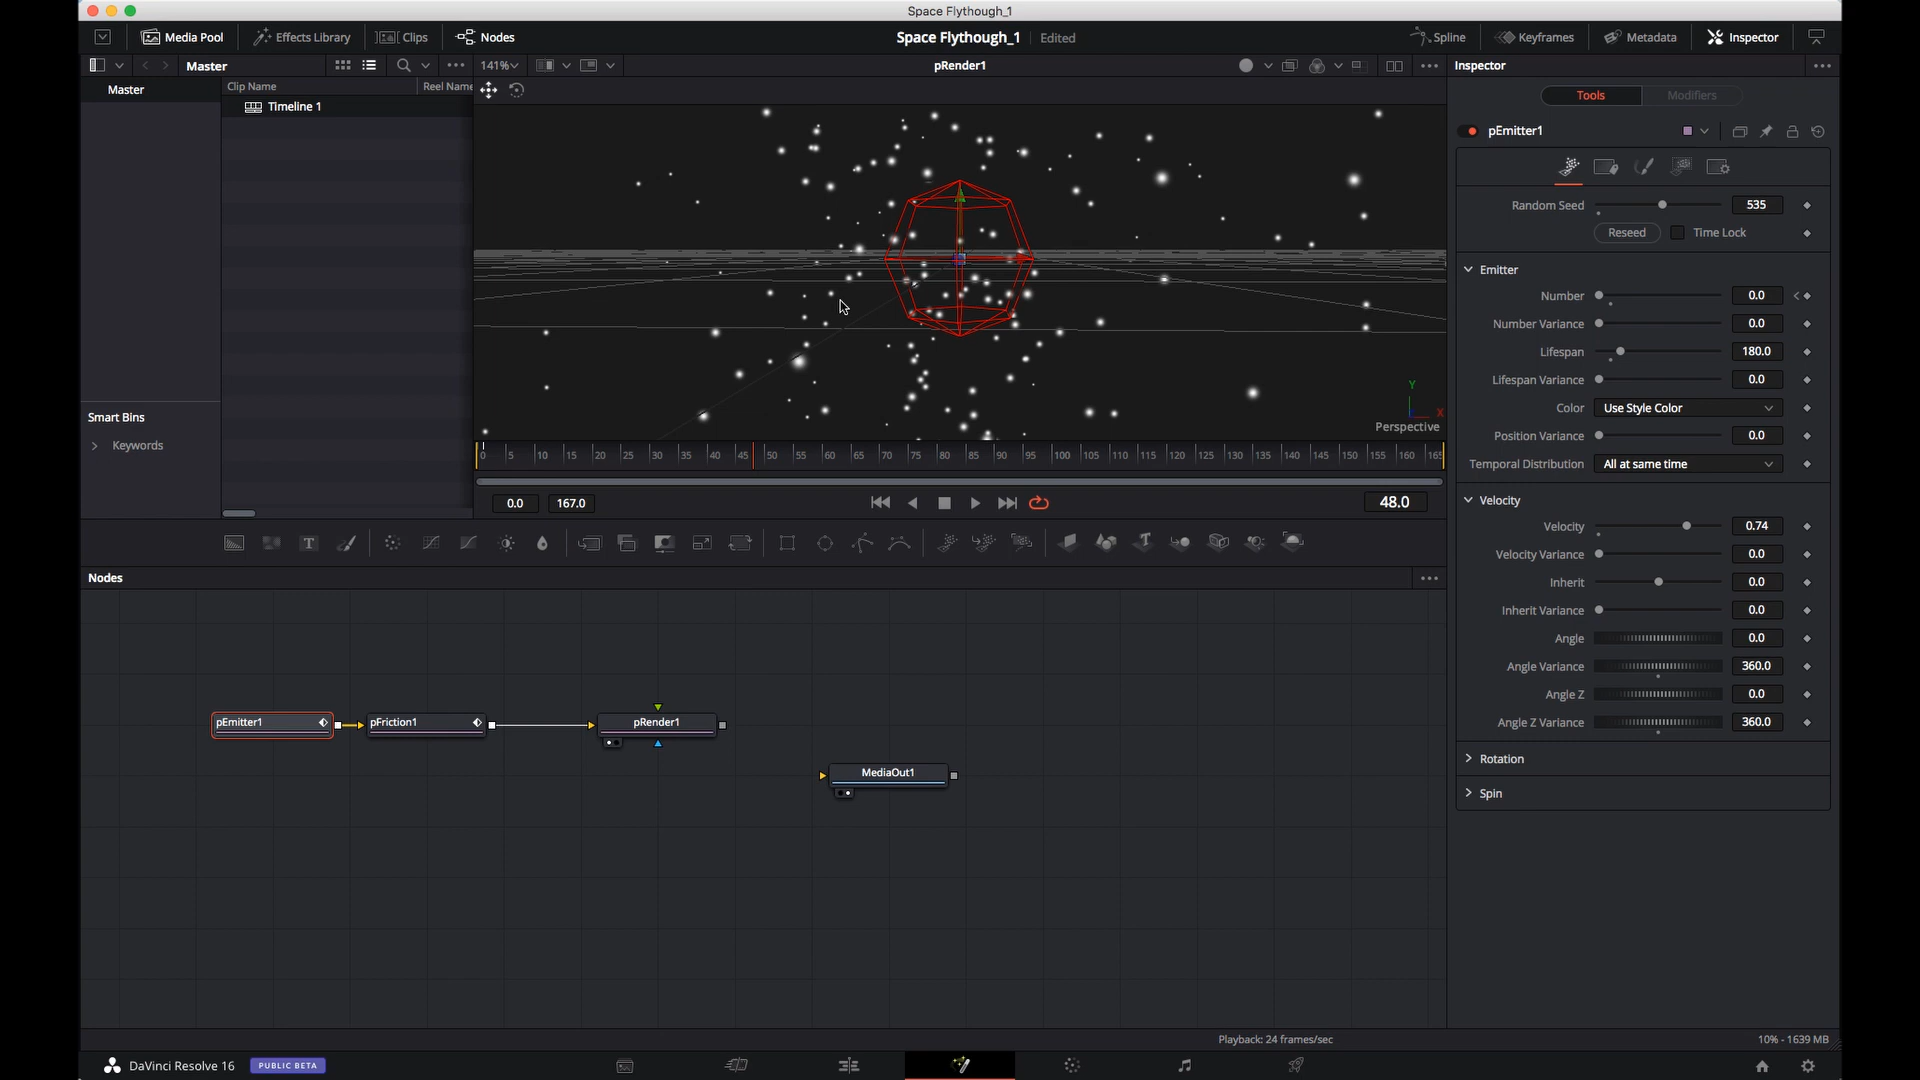 Space Flythough_1
Media Pool
Effects Library
Clips
Nodes
Space Flythough_1
Edited
Spline
Keyframes
Metadata
Inspector
Master
141%
pRender1
Inspector
Master
Clip Name
Reel Name
Timeline 1
Tools
Modifiers
pEmitter1
Random Seed
535
Reseed
Time Lock
Emitter
Number
0.0
Number Variance
0.0
Lifespan
180.0
Lifespan Variance
0.0
Color
Use Style Color
Position Variance
0.0
Temporal Distribution
All at same time
Velocity
Velocity
0.74
Velocity Variance
0.0
Inherit
0.0
Inherit Variance
0.0
Angle
0.0
Angle Variance
360.0
Angle Z
0.0
Angle Z Variance
360.0
Rotation
Spin
Smart Bins
Keywords
Y
X
Perspective
0 5 10 15 20 25 30 35 40 45 50 55 60 65 70 75 80 85 90 95 100 105 110 115 120 125 130 135 140 145 150 155 160 165
0.0
167.0
48.0
T
T
Nodes
pEmitter1
pFriction1
pRender1
MediaOut1
Playback: 24 frames/sec
10% - 1639 MB
DaVinci Resolve 16
PUBLIC BETA